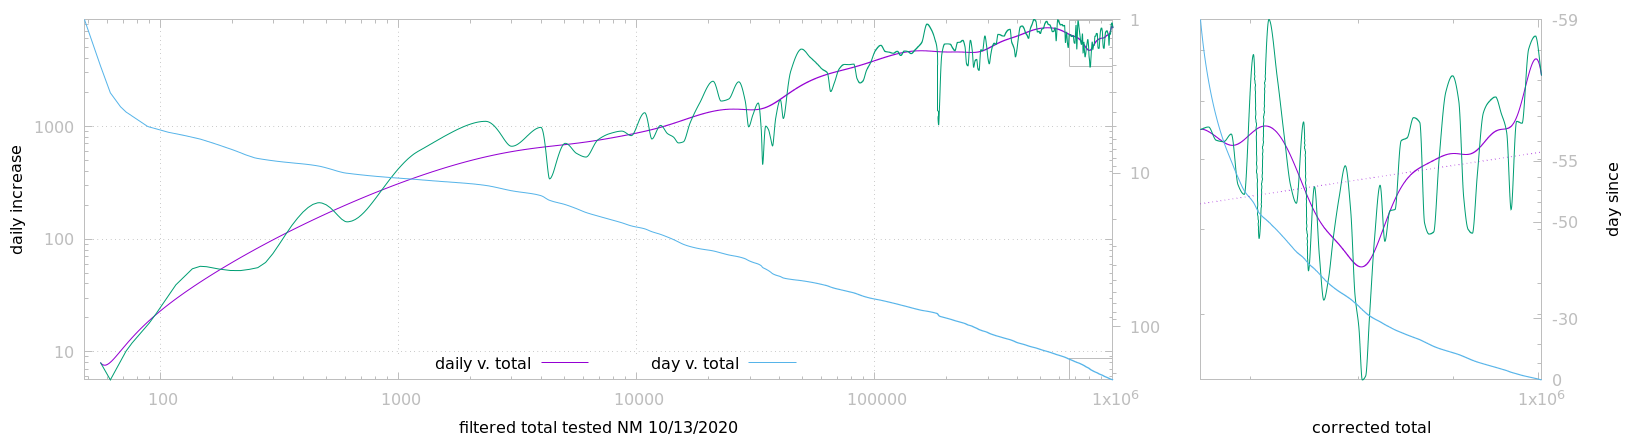 daily increase
1000
100
10
100
1000
10000
100000
1x10^6
1
10
100
daily v. total
day v. total
filtered total tested NM 10/13/2020
-59
-55
-50
-30
0
day since
1x10^6
corrected total